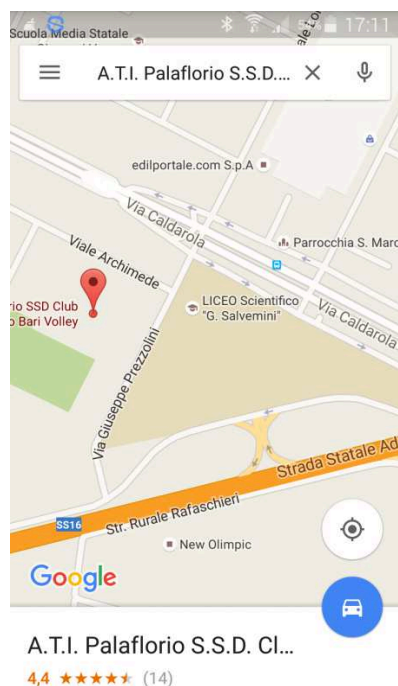 17:11
Scuola Media Statale
A.T.I. Palaflorio S.S.D....
edilportale.com S.p.A
Via Caldarola
Parrocchia S. Marc
Viale Archimede
rio SSD Club
o Bari Volley
LICEO Scientifico
"G. Salvemini"
Via Caldarola
Via Giuseppe Prezzolini
Strada Statale Ad
SS16
Str. Rurale Rafaschieri
New Olimpic
Google
A.T.I. Palaflorio S.S.D. Cl...
4,4 (14)